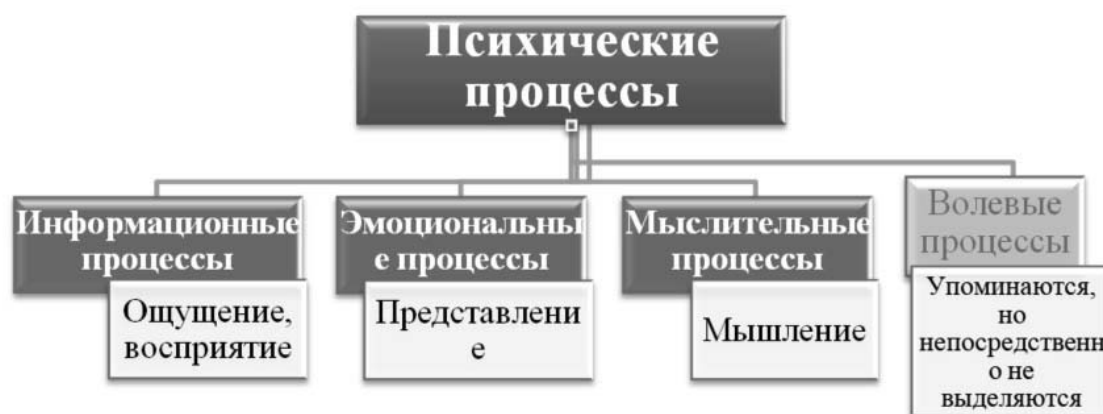 Психические
процессы
Информационные
процессы
Ощущение,
восприятие
Эмоциональны
е процессы
Представлени
е
Мыслительные
процессы
Мышление
Волевые
процессы
Упоминаются,
но
непосредственн
о не
выделяются